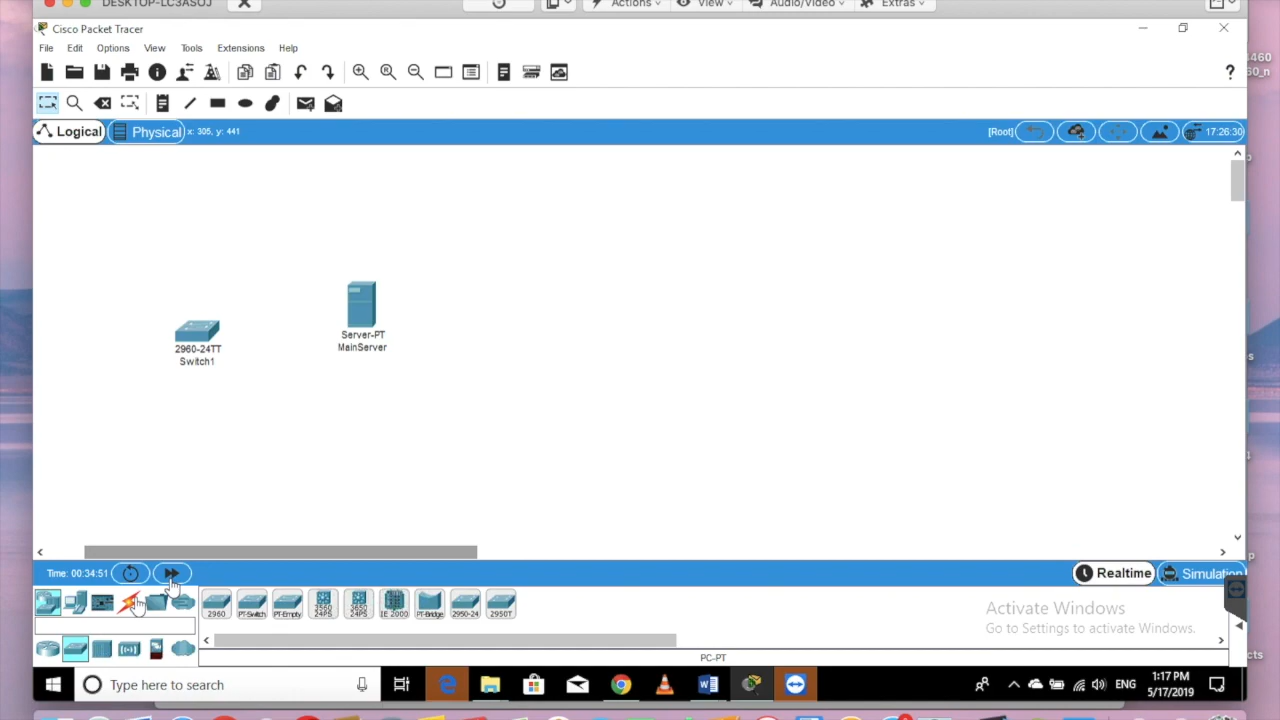 DESKTOP-LC3ASOJ
Actions
View
Audio/Video
Extras
Cisco Packet Tracer
File Edit Options View Tools Extensions Help
?
Logical
Physical
x: 305, y: 441
[Root]
17:26:30
Server-PT
MainServer
2960-24TT
Switch1
Time: 00:34:51
Realtime
Simulation
2960
PT-Switch
PT-Empty
3560
24PS
3650
24PS
IE 2000
PT-Bridge
2950-24
2950T
Activate Windows
Go to Settings to activate Windows.
PC-PT
Type here to search
ENG
1:17 PM
5/17/2019
4460
60_n